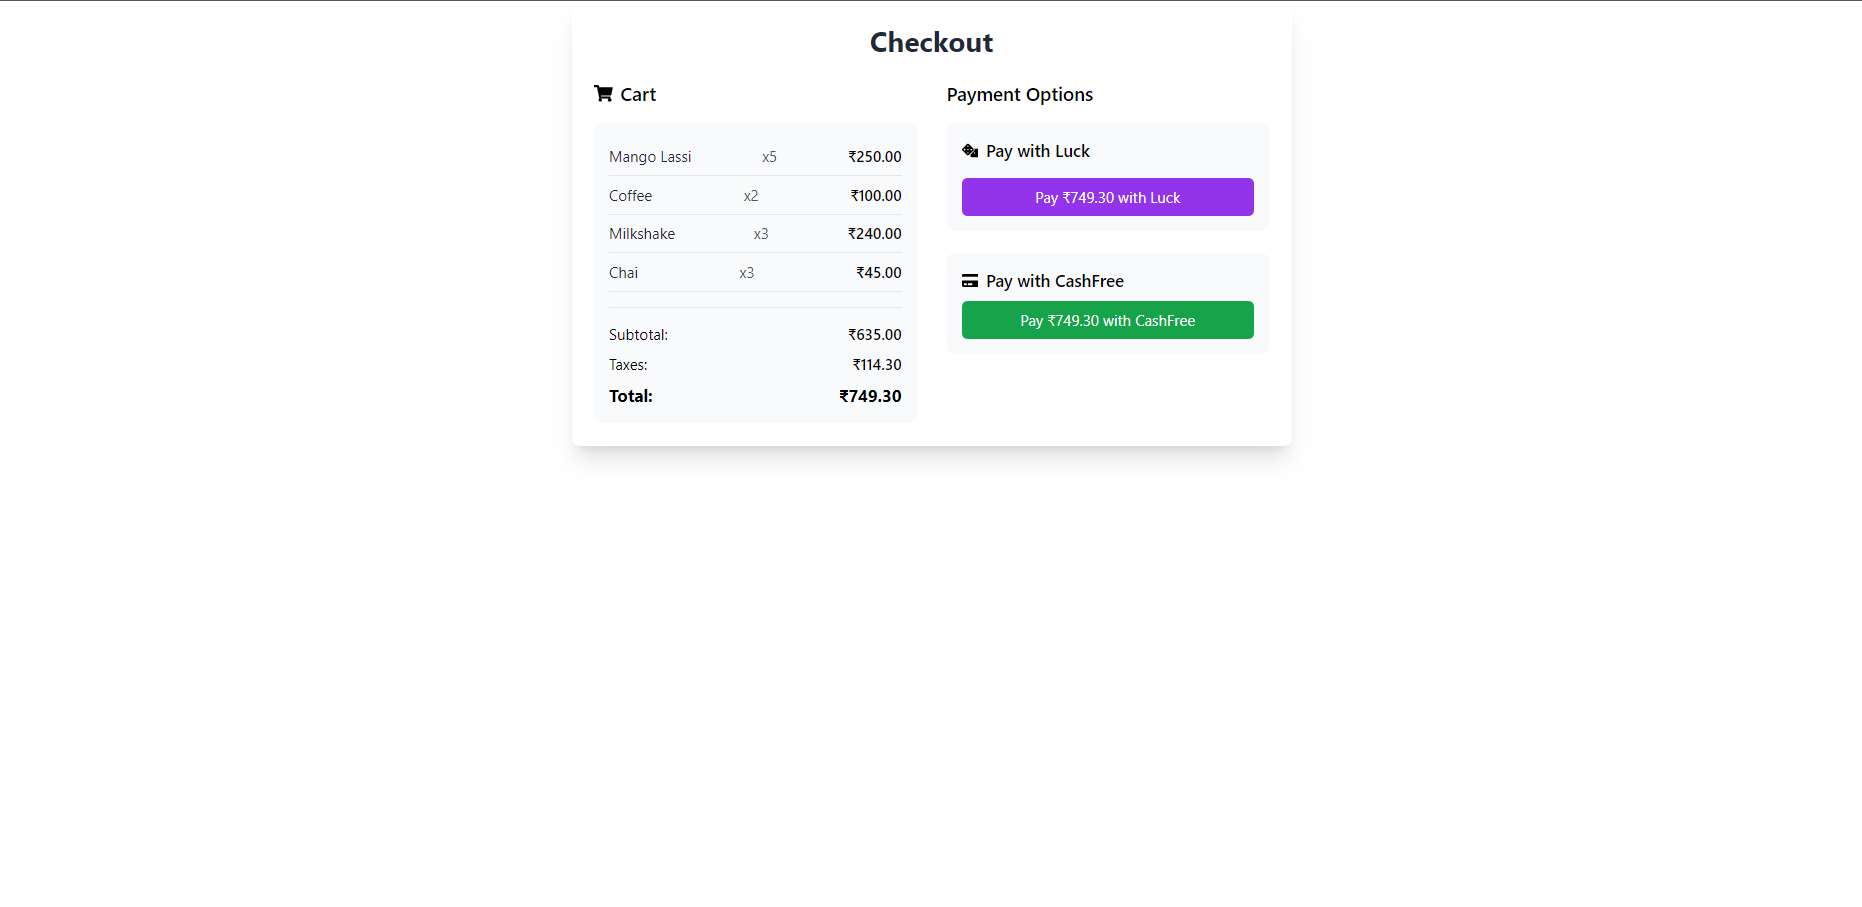 Checkout
Cart
Mango Lassi x5 ₹250.00
Coffee x2 ₹100.00
Milkshake x3 ₹240.00
Chai x3 ₹45.00
Subtotal: ₹635.00
Taxes: ₹114.30
Total: ₹749.30
Payment Options
Pay with Luck
Pay ₹749.30 with Luck
Pay with CashFree
Pay ₹749.30 with CashFree